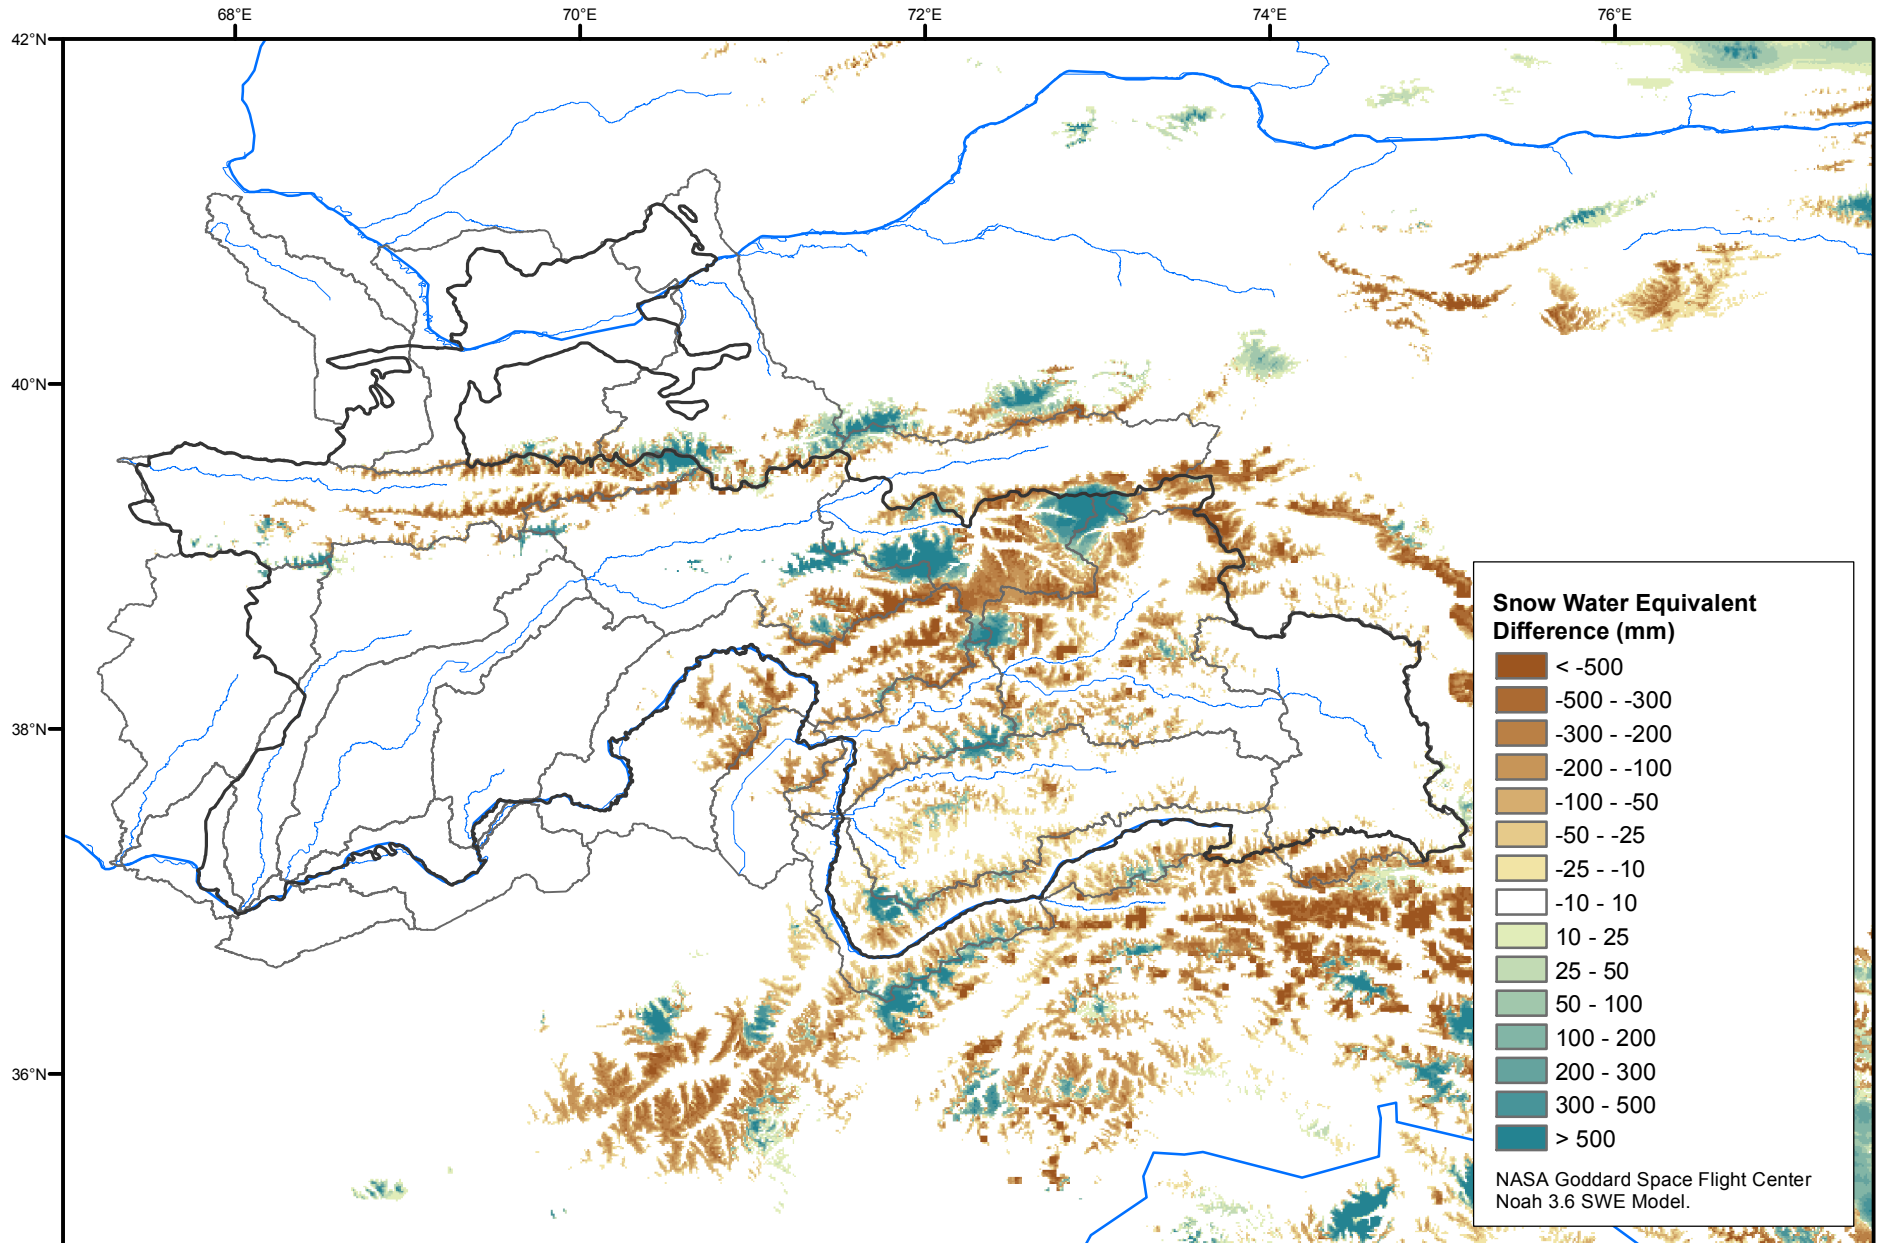 68°E 70°E 72°E 74°E 76°E
42°N
40°N
38°N
36°N
Snow Water Equivalent
Difference (mm)
< -500
-500 - -300
-300 - -200
-200 - -100
-100 - -50
-50 - -25
-25 - -10
-10 - 10
10 - 25
25 - 50
50 - 100
100 - 200
200 - 300
300 - 500
> 500
NASA Goddard Space Flight Center
Noah 3.6 SWE Model.